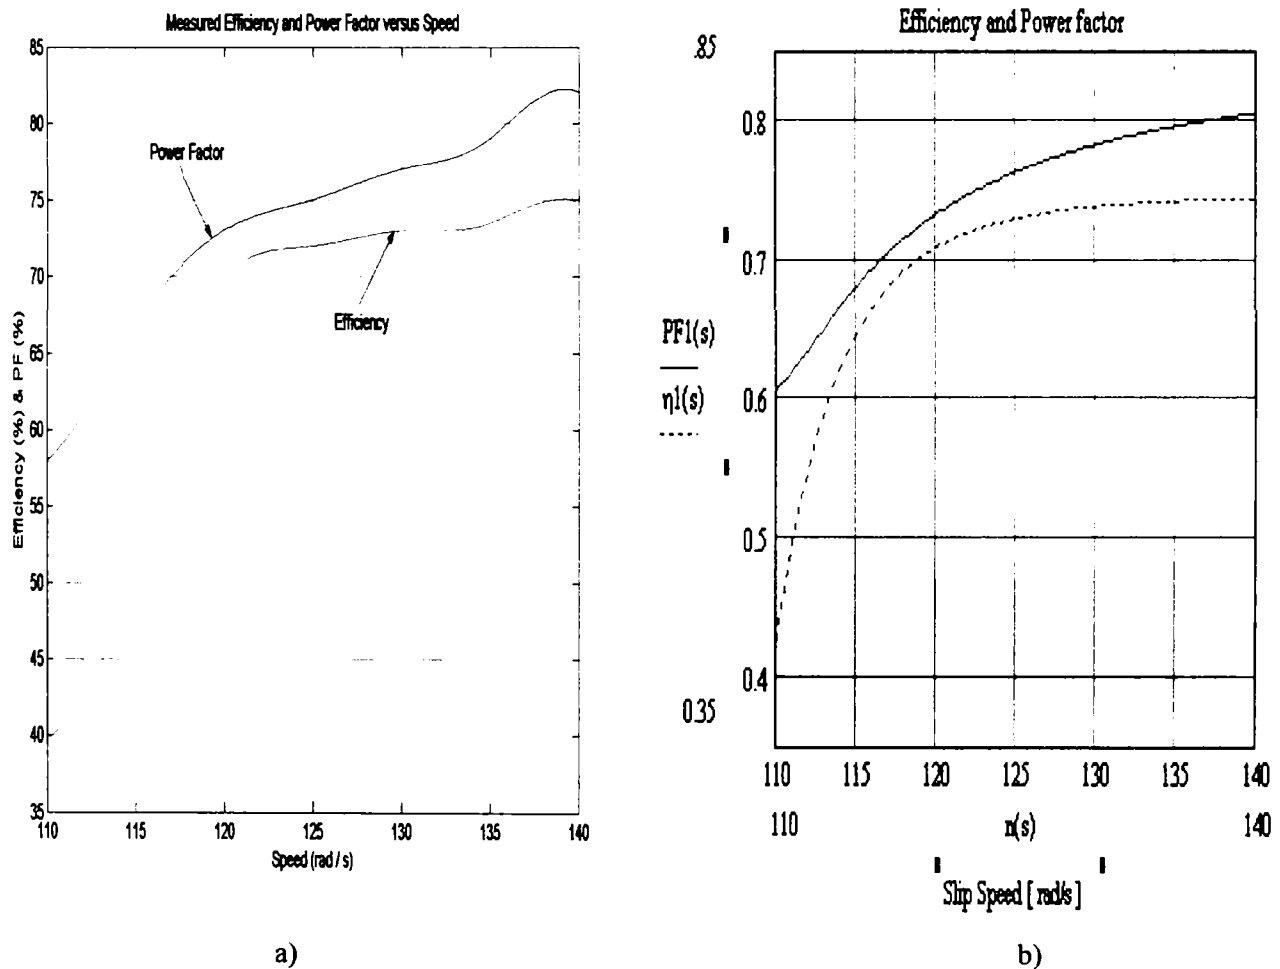 Measured Efficiency and Power Factor versus Speed
85
80
75
70
65
60
55
50
45
40
35
Efficiency (%) & PF (%)
Power Factor
Efficiency
110
120
125
130
135
140
Speed (rad / s)
a)
Efficiency and Power factor
.85
0.8
0.7
0.6
0.5
0.4
0.35
PF1(s)
η1(s)
110 115 120 125 130 135 140
110 n(s) 140
Slip Speed [ rad/s ]
b)